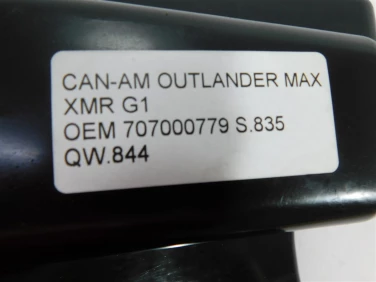 CAN-AM OUTLANDER MAX
XMR G1
OEM 707000779 S.835
QW.844